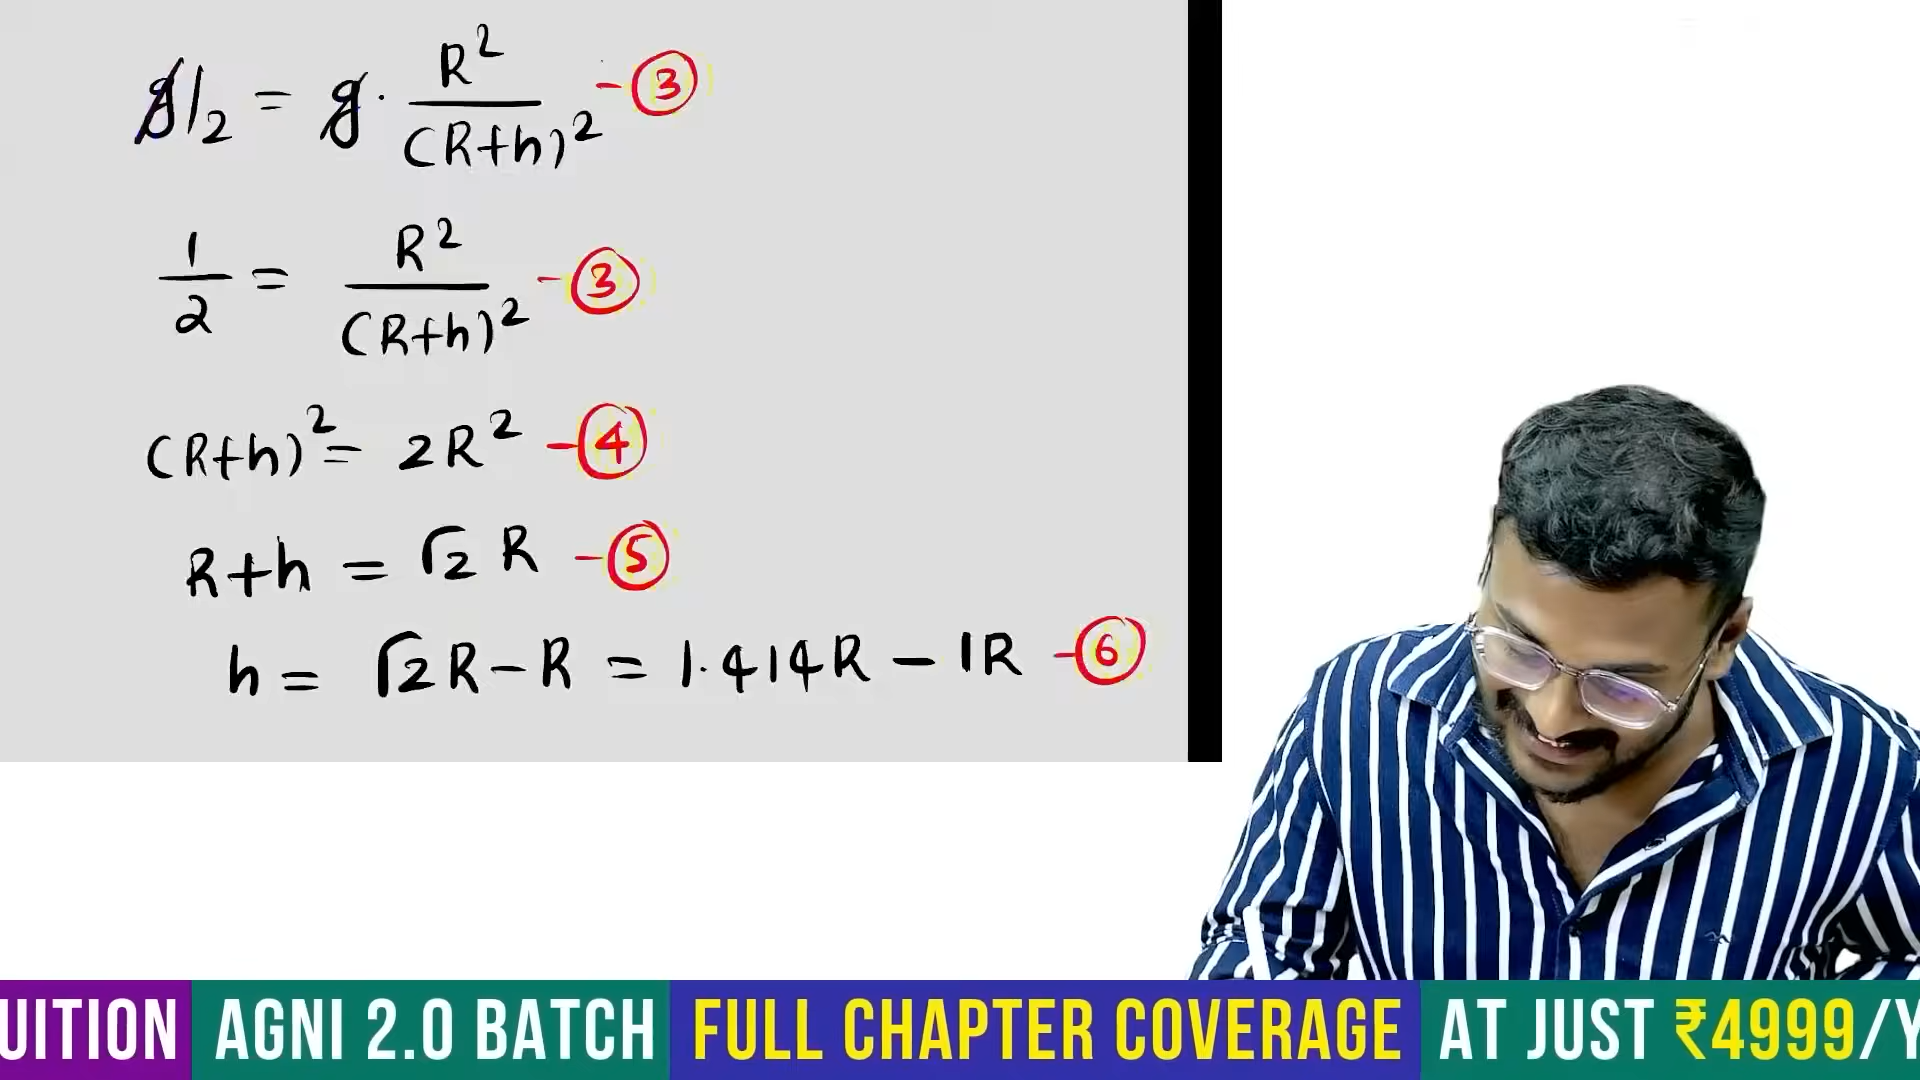 g/2 = g · R²/(R+h)² – ③
1/2 = R²/(R+h)² – ③
(R+h)² = 2R² – ④
R+h = √2 R – ⑤
h = √2R – R = 1.414R – 1R – ⑥
UITION AGNI 2.0 BATCH FULL CHAPTER COVERAGE AT JUST ₹4999/Y